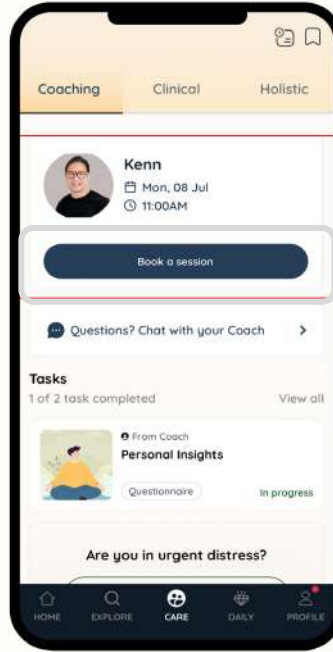 Coaching Clinical Holistic
Kenn
Mon, 08 Jul
11:00AM
Book a session
Questions? Chat with your Coach
Tasks
1 of 2 task completed View all
From Coach
Personal Insights
Questionnaire In progress
Are you in urgent distress?
HOME EXPLORE CARE DAILY PROFILE